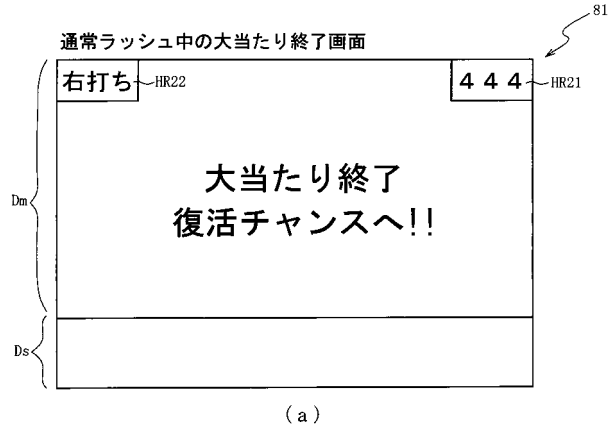 81
通常ラッシュ中の大当たり終了画面
右打ち HR22 444 HR21
大当たり終了
Dm
復活チャンスへ!!
Ds
(a)